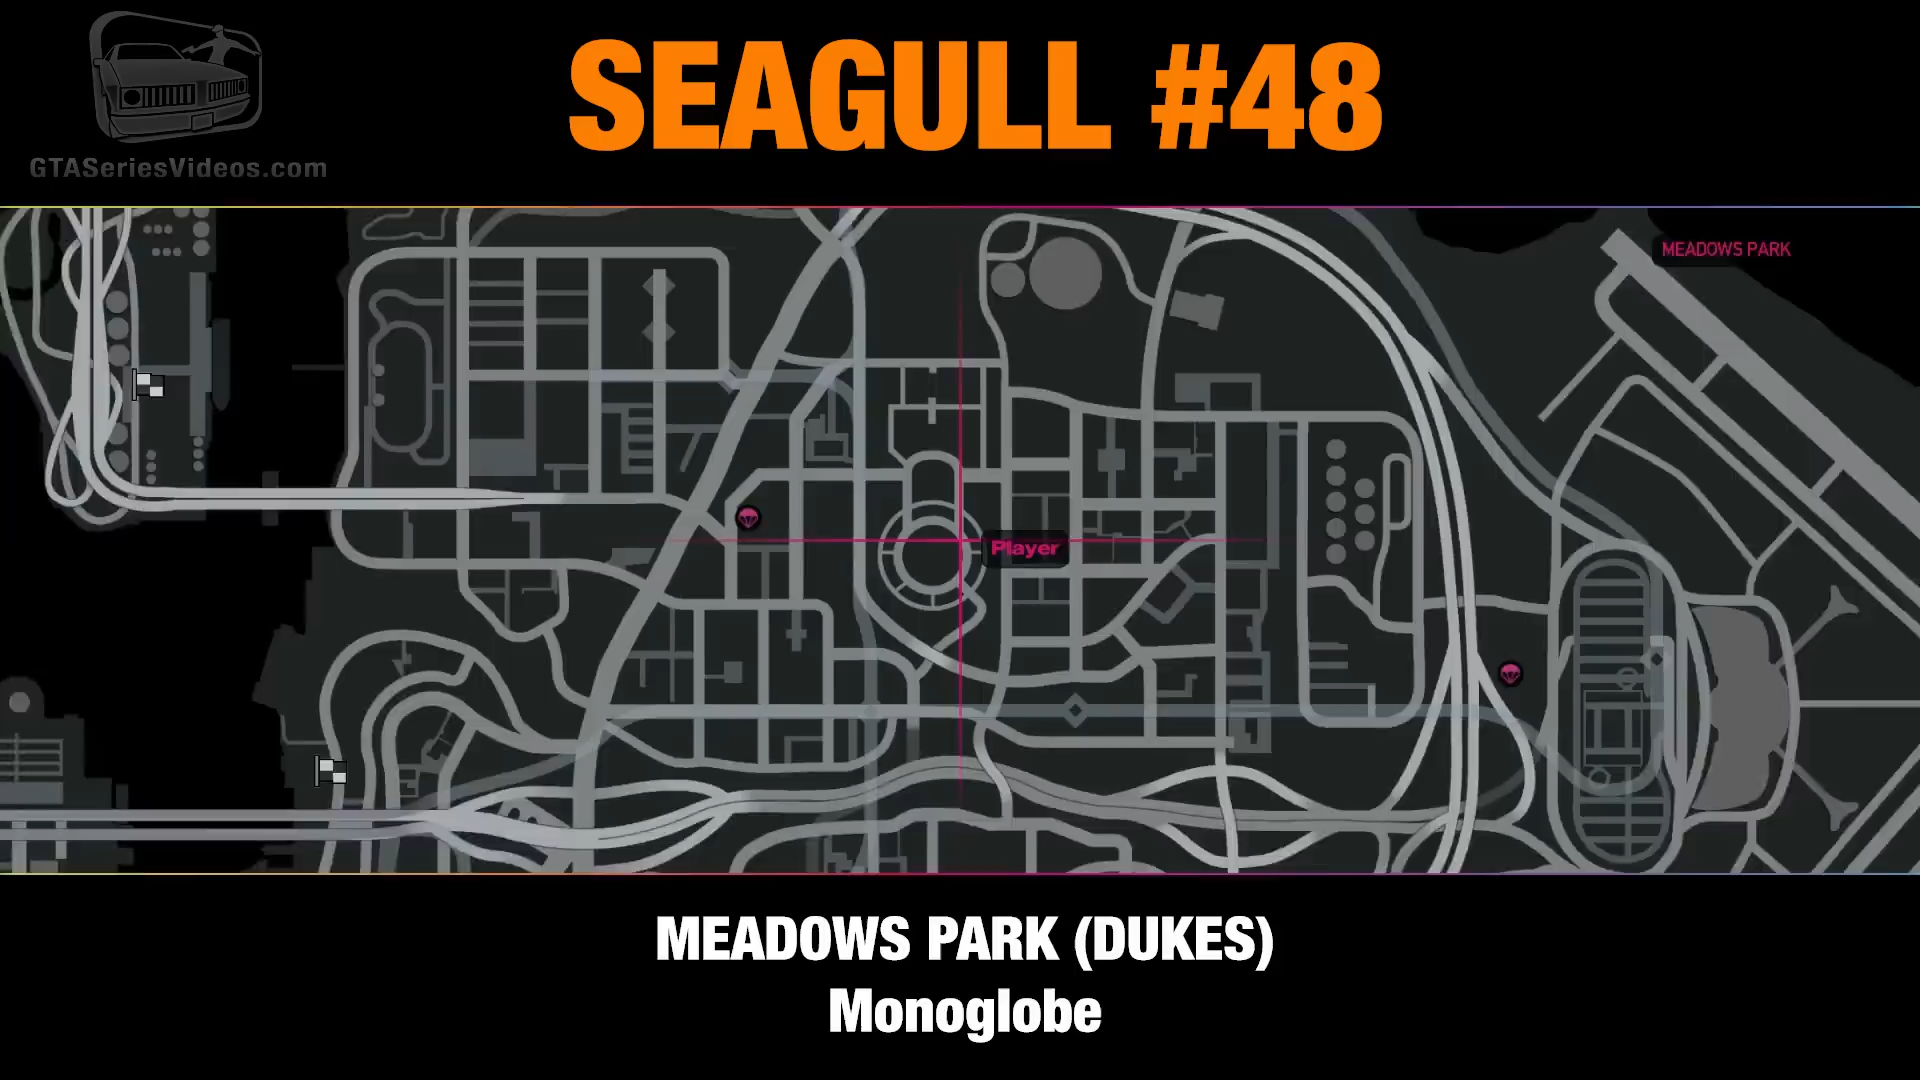 SEAGULL #48
GTASeriesVideos.com
MEADOWS PARK
Player
MEADOWS PARK (DUKES)
Monoglobe